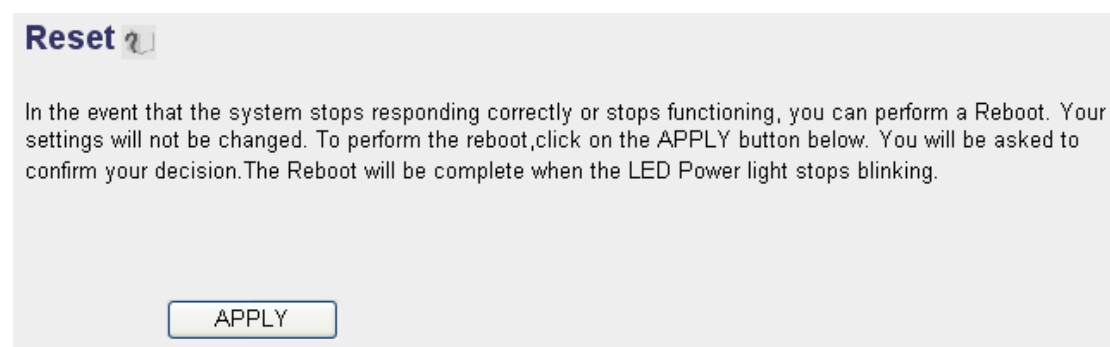 Reset
In the event that the system stops responding correctly or stops functioning, you can perform a Reboot. Your
settings will not be changed. To perform the reboot,click on the APPLY button below. You will be asked to
confirm your decision.The Reboot will be complete when the LED Power light stops blinking.
APPLY